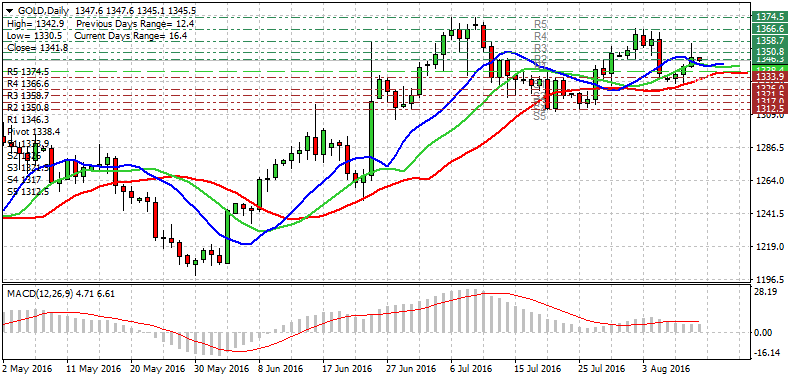 GOLD,Daily 1347.6 1347.6 1345.1 1345.5
High= 1342.9 Previous Days Range= 12.4
Low= 1330.5 Current Days Range= 16.4
Close= 1341.8
R5 1374.5
R4 1366.6
R3 1358.7
R2 1350.8
R1 1346.3
Pivot 1338.4
S4 1317
S5 1312.5
R5
R4
R3
S5
1374.5
1366.6
1358.7
1350.8
1346.3
1333.9
1326.0
1321.5
1317.0
1312.5
1309.0
1286.5
1264.0
1241.5
1219.0
1196.5
MACD(12,26,9) 4.71 6.61
28.19
0.00
-16.14
2 May 2016
11 May 2016
20 May 2016
30 May 2016
8 Jun 2016
17 Jun 2016
27 Jun 2016
6 Jul 2016
15 Jul 2016
25 Jul 2016
3 Aug 2016